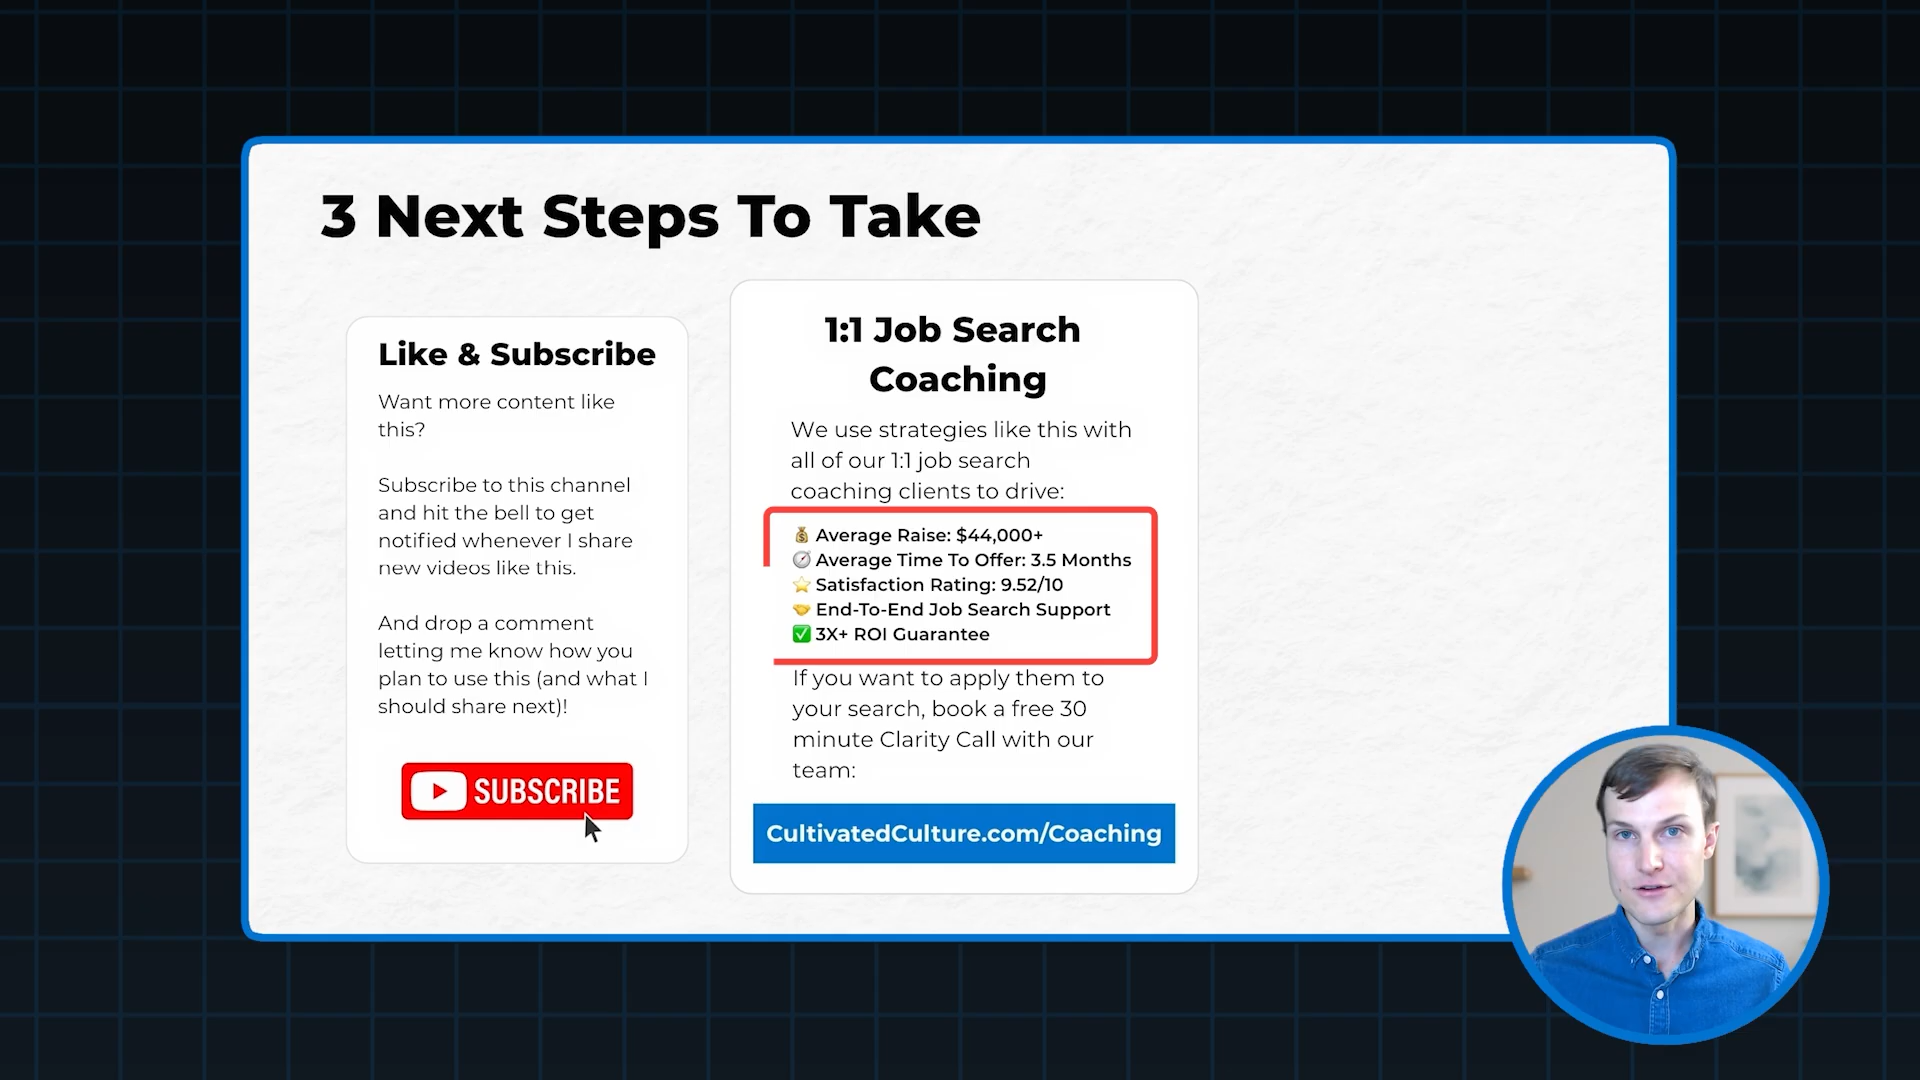 3 Next Steps To Take
Like & Subscribe
Want more content like
this?
Subscribe to this channel
and hit the bell to get
notified whenever I share
new videos like this.
And drop a comment
letting me know how you
plan to use this (and what I
should share next)!
SUBSCRIBE
1:1 Job Search
Coaching
We use strategies like this with
all of our 1:1 job search
coaching clients to drive:
💰 Average Raise: $44,000+
⏱️ Average Time To Offer: 3.5 Months
⭐ Satisfaction Rating: 9.52/10
🤝 End-To-End Job Search Support
✅ 3X+ ROI Guarantee
If you want to apply them to
your search, book a free 30
minute Clarity Call with our
team:
CultivatedCulture.com/Coaching